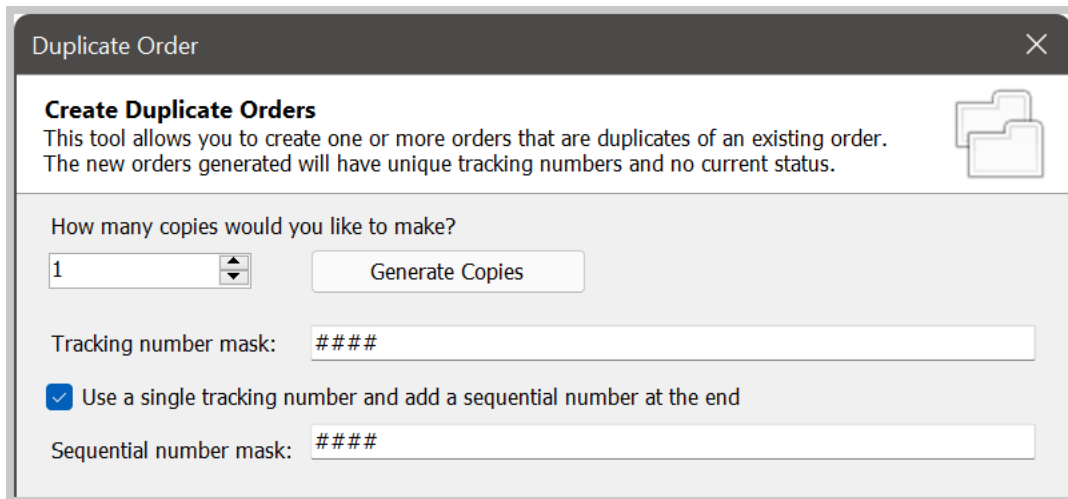 Duplicate Order
Create Duplicate Orders
This tool allows you to create one or more orders that are duplicates of an existing order.
The new orders generated will have unique tracking numbers and no current status.
How many copies would you like to make?
1
Generate Copies
Tracking number mask:
####
Use a single tracking number and add a sequential number at the end
Sequential number mask:
####